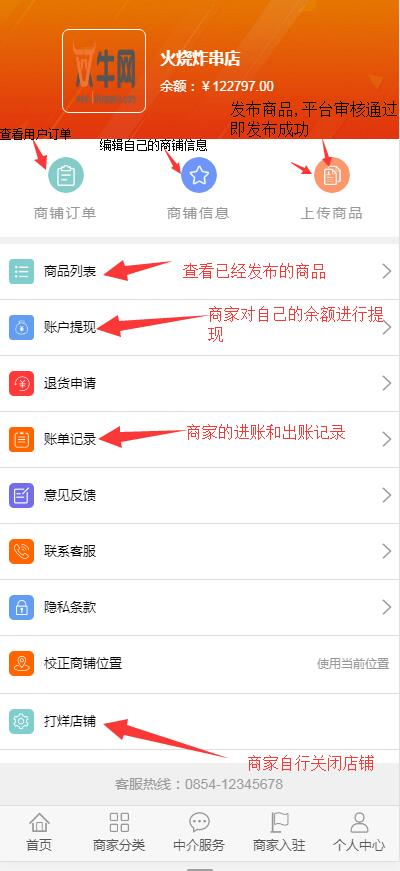 火牛网
火烧炸串店
余额：￥122797.00
发布商品,平台审核通过
即发布成功
查看用户订单
编辑自己的商铺信息
商铺订单
商铺信息
上传商品
商品列表
查看已经发布的商品
账户提现
商家对自己的余额进行提
现
退货申请
账单记录
商家的进账和出账记录
意见反馈
联系客服
隐私条款
校正商铺位置
使用当前位置
打烊店铺
商家自行关闭店铺
客服热线：0854-12345678
首页
商家分类
中介服务
商家入驻
个人中心